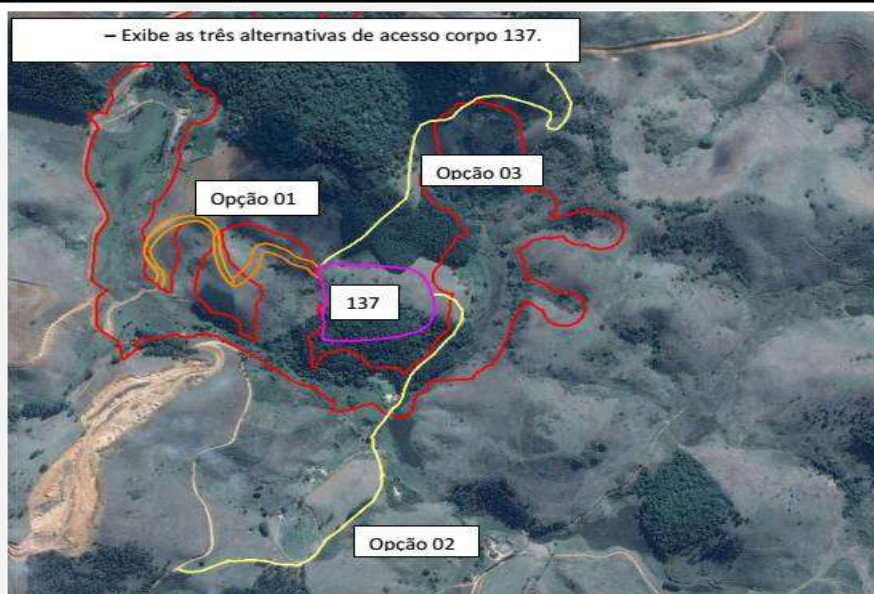 – Exibe as três alternativas de acesso corpo 137.
Opção 03
Opção 01
137
Opção 02